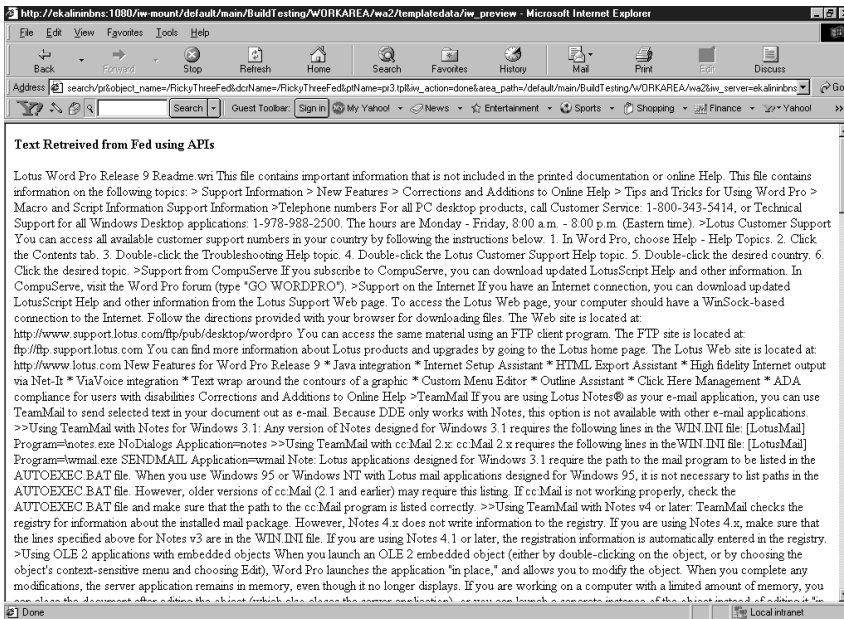 http://ekalininbns:1080/iw-mount/default/main/BuildTesting/WORKAREA/wa2/templatedata/iw_preview - Microsoft Internet Explorer
File Edit View Favorites Tools Help
Back Forward Stop Refresh Home Search Favorites History Mail Print Edit Discuss
Address search/pr&object_name=/RickyThreeFed&dcrName=/RickyThreeFed&ptName=pr3.tpl&iw_action=done&area_path=/default/main/BuildTesting/WORKAREA/wa2&iw_server=ekalininbns Go
Y? Search Guest Toolbar: Sign in My Yahoo! News Entertainment Sports Shopping Finance Yahoo! »
Text Retreived from Fed using APIs
Lotus Word Pro Release 9 Readme.wri This file contains important information that is not included in the printed documentation or online Help. This file contains
information on the following topics: > Support Information > New Features > Corrections and Additions to Online Help > Tips and Tricks for Using Word Pro >
Macro and Script Information Support Information >Telephone numbers For all PC desktop products, call Customer Service: 1-800-343-5414, or Technical
Support for all Windows Desktop applications: 1-978-988-2500. The hours are Monday - Friday, 8:00 a.m. - 8:00 p.m. (Eastern time). >Lotus Customer Support
You can access all available customer support numbers in your country by following the instructions below. 1. In Word Pro, choose Help - Help Topics. 2. Click
the Contents tab. 3. Double-click the Troubleshooting Help topic. 4. Double-click the Lotus Customer Support Help topic. 5. Double-click the desired country. 6.
Click the desired topic. >Support from CompuServe If you subscribe to CompuServe, you can download updated LotusScript Help and other information. In
CompuServe, visit the Word Pro forum (type "GO WORDPRO"). >Support on the Internet If you have an Internet connection, you can download updated
LotusScript Help and other information from the Lotus Support Web page. To access the Lotus Web page, your computer should have a WinSock-based
connection to the Internet. Follow the directions provided with your browser for downloading files. The Web site is located at:
http://www.support.lotus.com/ftp/pub/desktop/wordpro You can access the same material using an FTP client program. The FTP site is located at:
ftp://ftp.support.lotus.com You can find more information about Lotus products and upgrades by going to the Lotus home page. The Lotus Web site is located at:
http://www.lotus.com New Features for Word Pro Release 9 * Java integration * Internet Setup Assistant * HTML Export Assistant * High fidelity Internet output
via Net-It * ViaVoice integration * Text wrap around the contours of a graphic * Custom Menu Editor * Outline Assistant * Click Here Management * ADA
compliance for users with disabilities Corrections and Additions to Online Help >TeamMail If you are using Lotus Notes® as your e-mail application, you can use
TeamMail to send selected text in your document out as e-mail. Because DDE only works with Notes, this option is not available with other e-mail applications.
>>Using TeamMail with Notes for Windows 3.1: Any version of Notes designed for Windows 3.1 requires the following lines in the WIN.INI file: [LotusMail]
Program=\notes.exe NoDialogs Application=notes >>Using TeamMail with cc:Mail 2.x: cc:Mail 2.x requires the following lines in theWIN.INI file: [LotusMail]
Program=\wmail.exe SENDMAIL Application=wmail Note: Lotus applications designed for Windows 3.1 require the path to the mail program to be listed in the
AUTOEXEC.BAT file. When you use Windows 95 or Windows NT with Lotus mail applications designed for Windows 95, it is not necessary to list paths in the
AUTOEXEC.BAT file. However, older versions of cc:Mail (2.1 and earlier) may require this listing. If cc:Mail is not working properly, check the
AUTOEXEC.BAT file and make sure that the path to the cc:Mail program is listed correctly. >>Using TeamMail with Notes v4 or later: TeamMail checks the
registry for information about the installed mail package. However, Notes 4.x does not write information to the registry. If you are using Notes 4.x, make sure that
the lines specified above for Notes v3 are in the WIN.INI file. If you are using Notes 4.1 or later, the registration information is automatically entered in the registry.
>Using OLE 2 applications with embedded objects When you launch an OLE 2 embedded object (either by double-clicking on the object, or by choosing the
object's context-sensitive menu and choosing Edit), Word Pro launches the application "in place," and allows you to modify the object. When you complete any
modifications, the server application remains in memory, even though it no longer displays. If you are working on a computer with a limited amount of memory, you
can close the document after editing the object (which also closes the server application), or you can launch a separate instance of the object instead of editing it "in
Done Local intranet